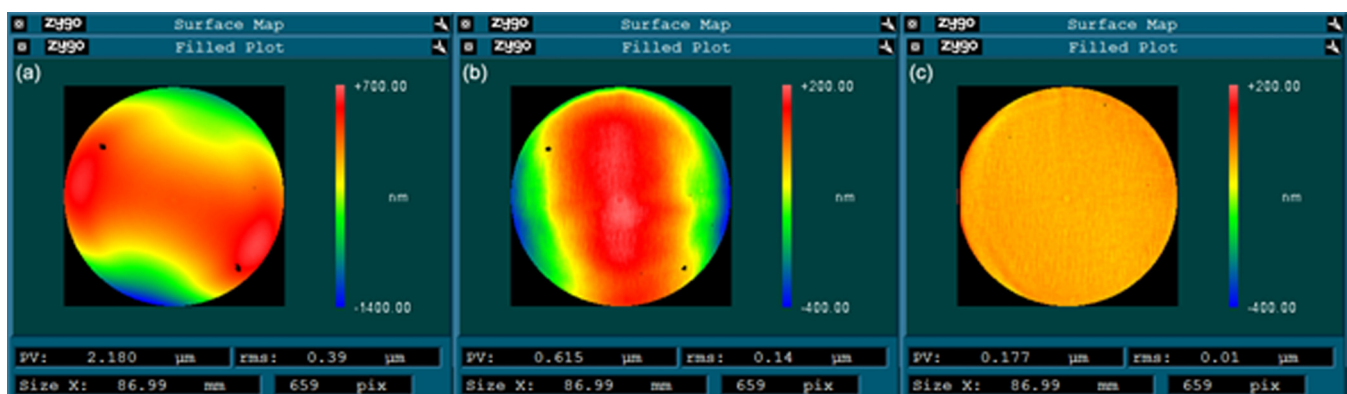 zygo Surface Map
zygo Filled Plot
(a)
+700.00
nm
-1400.00
PV: 2.180 μm rms: 0.39 μm
Size X: 86.99 mm 659 pix
zygo Surface Map
zygo Filled Plot
(b)
+200.00
nm
-400.00
PV: 0.615 μm rms: 0.14 μm
Size X: 86.99 mm 659 pix
zygo Surface Map
zygo Filled Plot
(c)
+200.00
nm
-400.00
PV: 0.177 μm rms: 0.01 μm
Size X: 86.99 mm 659 pix